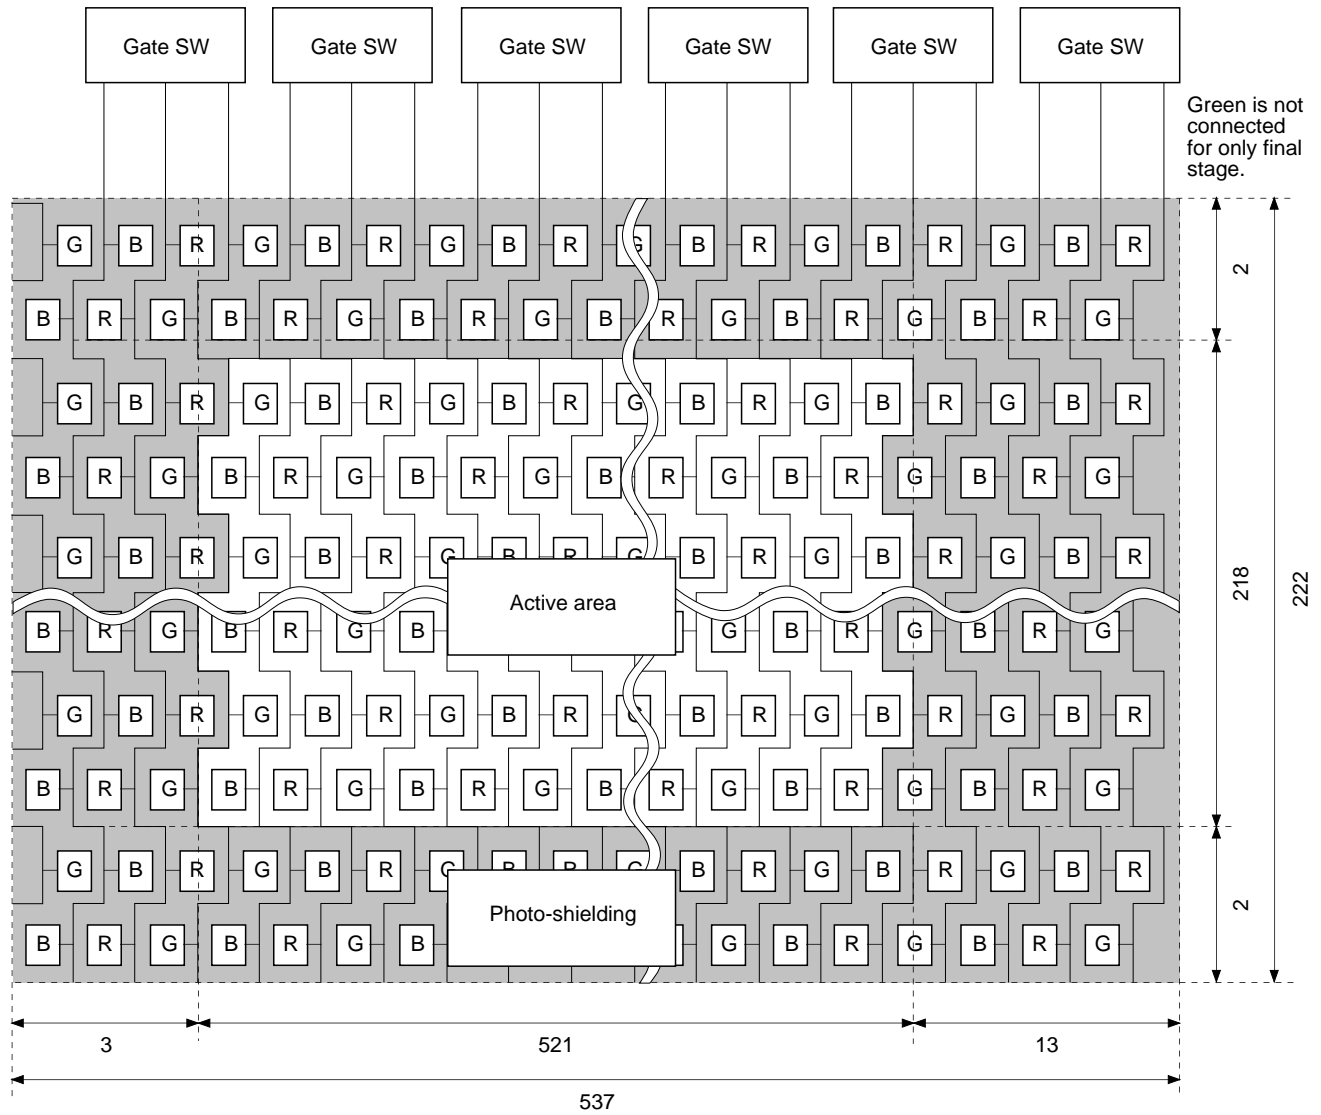 Gate SW Gate SW Gate SW Gate SW Gate SW Gate SW
Green is not
connected
for only final
stage.
G B R G B R G B R G B R G B R G B R
2
B R G B R G B R G B R G B R G B R G
G B R G B R G B R G B R G B R G B R
B R G B R G B R G B R G B R G B R G
G B R G B R G B R G B R G B R G B R
218
222
Active area
B R G B R G B G B R G B R G
G B R G B R G B R G B R G B R G B R
B R G B R G B R G B R G B R G B R G
G B R G B R G B R G B R G B R G B R
2
Photo-shielding
B R G B R G B G B R G B R G
3 521 13
537